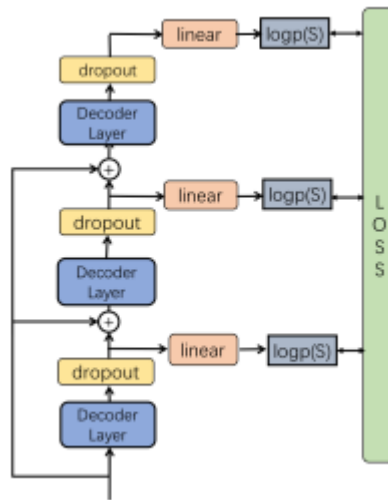 linear
logp(S)
dropout
Decoder
Layer
linear
logp(S)
dropout
Decoder
Layer
linear
logp(S)
dropout
Decoder
Layer
L
O
S
S